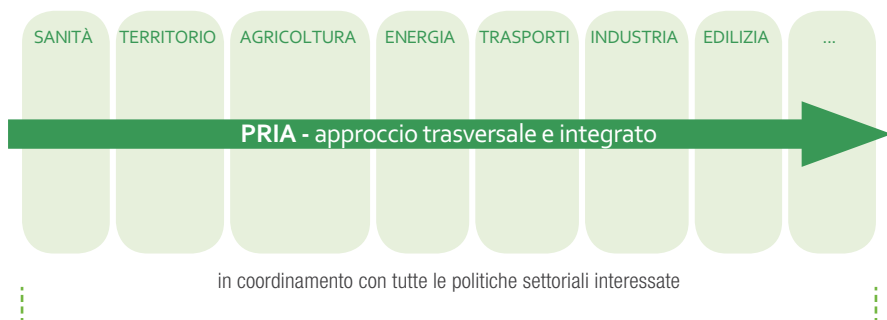 SANITÀ TERRITORIO AGRICOLTURA ENERGIA TRASPORTI INDUSTRIA EDILIZIA ...
PRIA - approccio trasversale e integrato
in coordinamento con tutte le politiche settoriali interessate